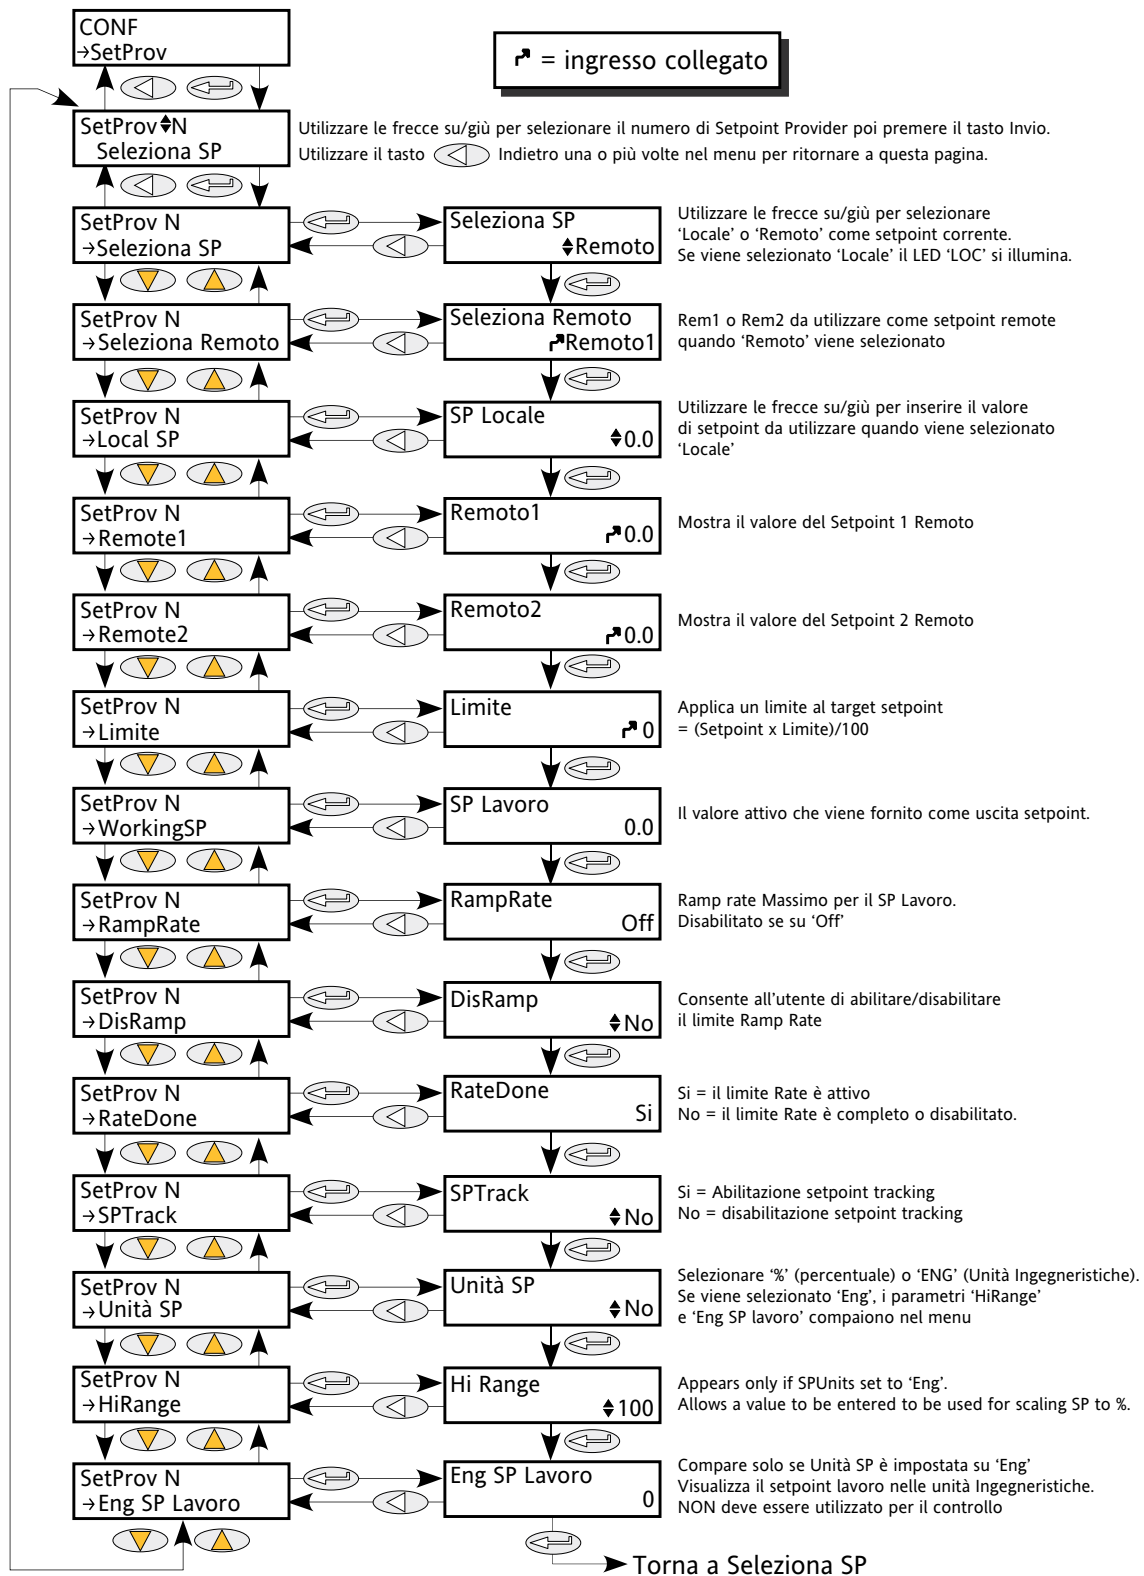 CONF
→SetProv
= ingresso collegato
SetProv N
Seleziona SP
Utilizzare le frecce su/giù per selezionare il numero di Setpoint Provider poi premere il tasto Invio.
Utilizzare il tasto Indietro una o più volte nel menu per ritornare a questa pagina.
SetProv N
→Seleziona SP
Seleziona SP
Remoto
Utilizzare le frecce su/giù per selezionare
‘Locale’ o ‘Remoto’ come setpoint corrente.
Se viene selezionato ‘Locale’ il LED ‘LOC’ si illumina.
SetProv N
→Seleziona Remoto
Seleziona Remoto
Remoto1
Rem1 o Rem2 da utilizzare come setpoint remote
quando ‘Remoto’ viene selezionato
SetProv N
→Local SP
SP Locale
0.0
Utilizzare le frecce su/giù per inserire il valore
di setpoint da utilizzare quando viene selezionato
‘Locale’
SetProv N
→Remote1
Remoto1
0.0
Mostra il valore del Setpoint 1 Remoto
SetProv N
→Remote2
Remoto2
0.0
Mostra il valore del Setpoint 2 Remoto
SetProv N
→Limite
Limite
0
Applica un limite al target setpoint
= (Setpoint x Limite)/100
SetProv N
→WorkingSP
SP Lavoro
0.0
Il valore attivo che viene fornito come uscita setpoint.
SetProv N
→RampRate
RampRate
Off
Ramp rate Massimo per il SP Lavoro.
Disabilitato se su ‘Off’
SetProv N
→DisRamp
DisRamp
No
Consente all’utente di abilitare/disabilitare
il limite Ramp Rate
SetProv N
→RateDone
RateDone
Si
Si = il limite Rate è attivo
No = il limite Rate è completo o disabilitato.
SetProv N
→SPTrack
SPTrack
No
Si = Abilitazione setpoint tracking
No = disabilitazione setpoint tracking
SetProv N
→Unità SP
Unità SP
No
Selezionare ‘%’ (percentuale) o ‘ENG’ (Unità Ingegneristiche).
Se viene selezionato ‘Eng’, i parametri ‘HiRange’
e ‘Eng SP lavoro’ compaiono nel menu
SetProv N
→HiRange
Hi Range
100
Appears only if SPUnits set to ‘Eng’.
Allows a value to be entered to be used for scaling SP to %.
SetProv N
→Eng SP Lavoro
Eng SP Lavoro
0
Compare solo se Unità SP è impostata su ‘Eng’
Visualizza il setpoint lavoro nelle unità Ingegneristiche.
NON deve essere utilizzato per il controllo
Torna a Seleziona SP